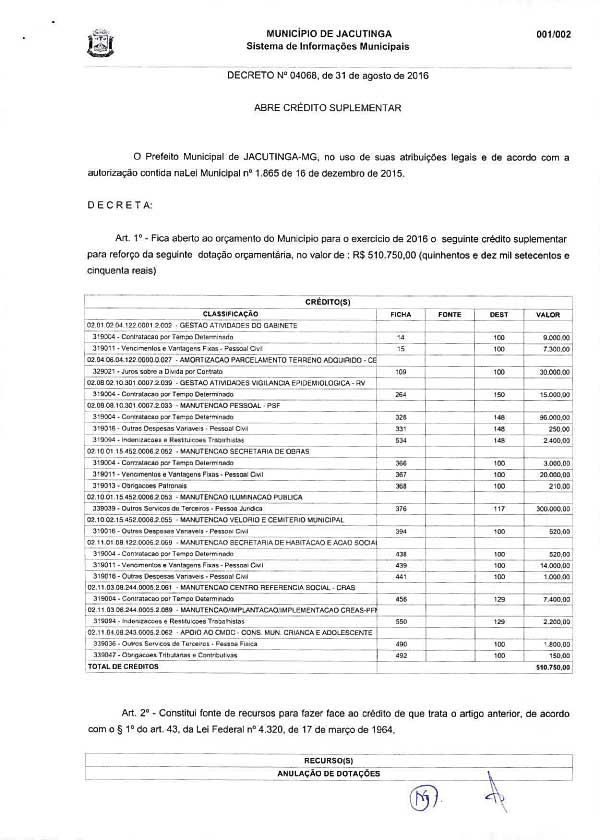 MUNICÍPIO DE JACUTINGA 001/002
Sistema de Informações Municipais
DECRETO Nº 04068, de 31 de agosto de 2016
ABRE CRÉDITO SUPLEMENTAR
O Prefeito Municipal de JACUTINGA-MG, no uso de suas atribuições legais e de acordo com a
autorização contida naLei Municipal nº 1.865 de 16 de dezembro de 2015.
D E C R E T A:
Art. 1º - Fica aberto ao orçamento do Municipio para o exercicio de 2016 o seguinte crédito suplementar
para reforço da seguinte dotação orçamentária, no valor de : R$ 510.750,00 (quinhentos e dez mil setecentos e
cinquenta reais)
CRÉDITO(S)
CLASSIFICAÇÃO FICHA FONTE DEST VALOR
02.01.02.04.122.0001.2.002 - GESTAO ATIVIDADES DO GABINETE
319004 - Contratacao por Tempo Determinado 14 100 9.000,00
319011 - Vencimentos e Vantagens Fixas - Pessoal Civil 15 100 7.300,00
02.04.06.04.122.0000.0.027 - AMORTIZACAO PARCELAMENTO TERRENO ADQUIRIDO - CE
329021 - Juros sobre a Divida por Contrato 109 100 30.000,00
02.08.02.10.301.0007.2.039 - GESTAO ATIVIDADES VIGILANCIA EPIDEMIOLOGICA - RV
319004 - Contratacao por Tempo Determinado 264 150 15.000,00
02.08.08.10.301.0007.2.033 - MANUTENCAO PESSOAL - PSF
319004 - Contratacao por Tempo Determinado 328 148 96.000,00
319016 - Outras Despesas Variaveis - Pessoal Civil 331 148 250,00
319094 - Indenizacoes e Restituicoes Trabalhistas 534 148 2.400,00
02.10.01.15.452.0006.2.052 - MANUTENCAO SECRETARIA DE OBRAS
319004 - Contratacao por Tempo Determinado 366 100 3.000,00
319011 - Vencimentos e Vantagens Fixas - Pessoal Civil 367 100 20.000,00
319013 - Obrigacoes Patronais 368 100 210,00
02.10.01.15.452.0006.2.053 - MANUTENCAO ILUMINACAO PUBLICA
339039 - Outros Servicos de Terceiros - Pessoa Juridica 376 117 300.000,00
02.10.02.15.452.0006.2.055 - MANUTENCAO VELORIO E CEMITERIO MUNICIPAL
319016 - Outras Despesas Variaveis - Pessoal Civil 394 100 520,00
02.11.01.08.122.0005.2.069 - MANUTENCAO SECRETARIA DE HABITACAO E ACAO SOCIAL
319004 - Contratacao por Tempo Determinado 438 100 520,00
319011 - Vencimentos e Vantagens Fixas - Pessoal Civil 439 100 14.000,00
319016 - Outras Despesas Variaveis - Pessoal Civil 441 100 1.000,00
02.11.03.08.244.0005.2.061 - MANUTENCAO CENTRO REFERENCIA SOCIAL - CRAS
319004 - Contratacao por Tempo Determinado 456 129 7.400,00
02.11.03.08.244.0005.2.089 - MANUTENCAO/IMPLANTACAO/IMPLEMENTACAO CREAS-PFM
319094 - Indenizacoes e Restituicoes Trabalhistas 550 129 2.200,00
02.11.04.08.243.0005.2.062 - APOIO AO CMDC - CONS. MUN. CRIANCA E ADOLESCENTE
339036 - Outros Servicos de Terceiros - Pessoa Fisica 490 100 1.800,00
339047 - Obrigacoes Tributarias e Contributivas 492 100 150,00
TOTAL DE CRÉDITOS 510.750,00
Art. 2º - Constitui fonte de recursos para fazer face ao crédito de que trata o artigo anterior, de acordo
com o § 1º do art. 43, da Lei Federal nº 4.320, de 17 de março de 1964,
RECURSO(S)
ANULAÇÃO DE DOTAÇÕES